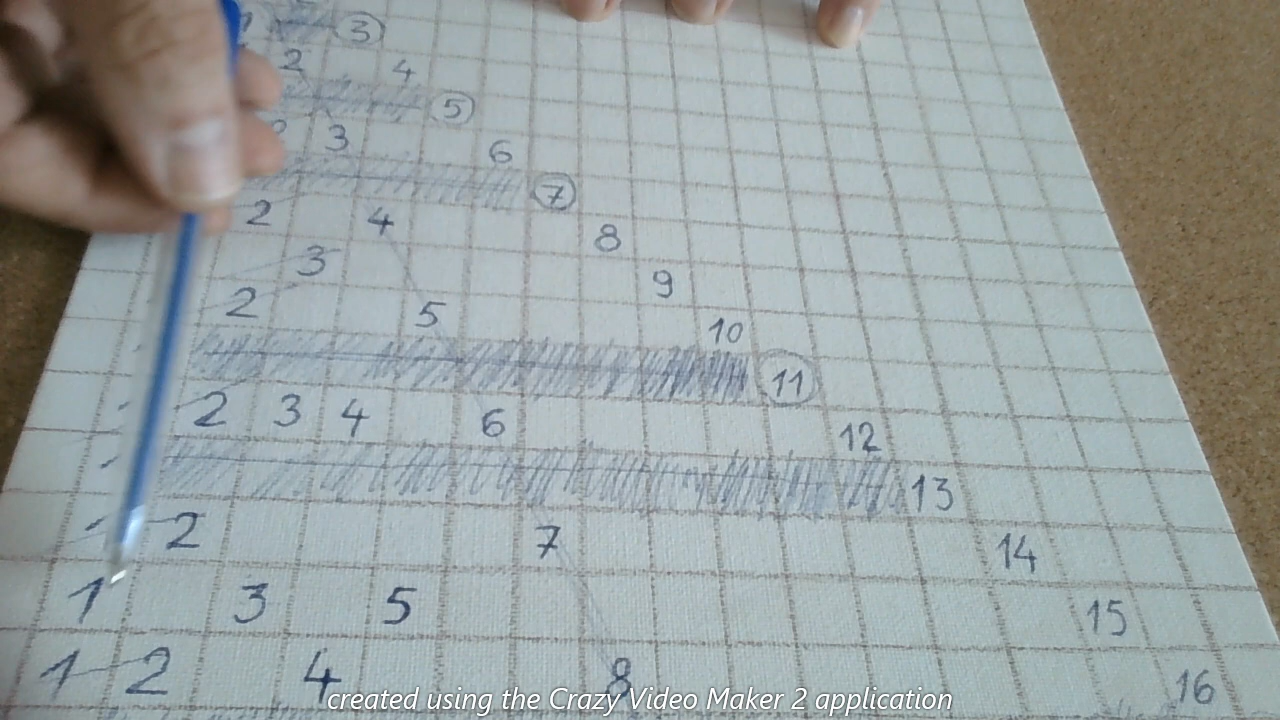 1 3
2 4
5
3 6
7
2 4 8
3 9
2 5 10
11
2 3 4 6 12
13
2 7 14
1 3 5 15
1 2 4 8 16
created using the Crazy Video Maker 2 application